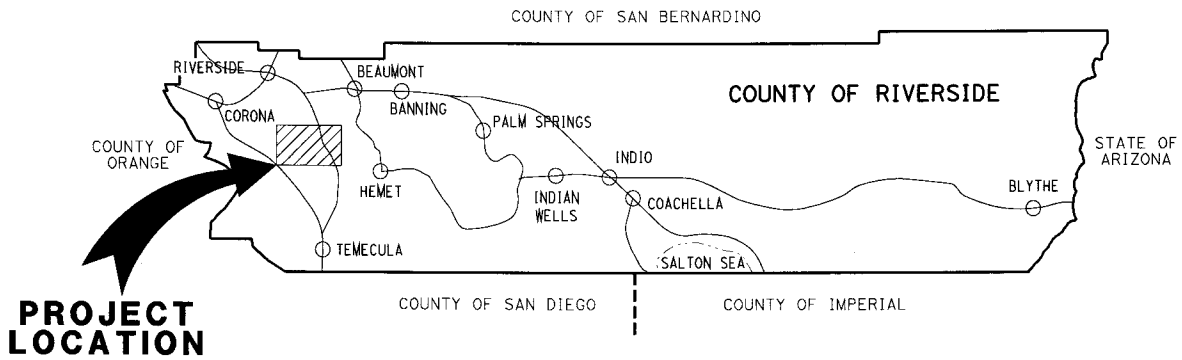 COUNTY OF SAN BERNARDINO
RIVERSIDE
BEAUMONT
COUNTY OF RIVERSIDE
CORONA
BANNING
PALM SPRINGS
COUNTY OF
ORANGE
STATE OF
ARIZONA
INDIO
HEMET
INDIAN
WELLS
COACHELLA
BLYTHE
TEMECULA
SALTON SEA
COUNTY OF SAN DIEGO
COUNTY OF IMPERIAL
PROJECT
LOCATION